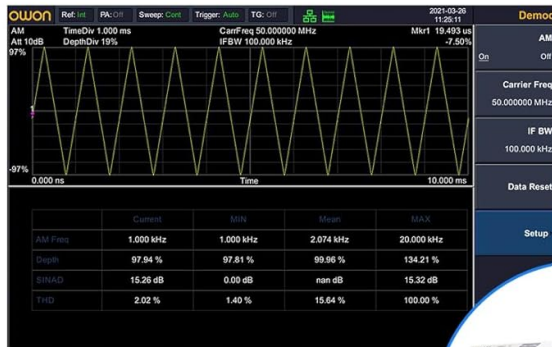 owon Ref: Int PA: Off Sweep: Cont Trigger: Auto TG: Off 2021-03-26 11:25:11 Demod
AM TimeDiv 1.000 ms CarrFreq 50.000000 MHz Mkr1 19.493 us
Att 10dB DepthDiv 19% IFBW 100.000 kHz -7.50%
97%
1
-97%
0.000 ns Time 10.000 ms
AM
On Off
Carrier Freq
50.000000 MHz
IF BW
100.000 kHz
Data Reset
Setup
Current MIN Mean MAX
AM Freq 1.000 kHz 1.000 kHz 2.074 kHz 20.000 kHz
Depth 97.94 % 97.81 % 99.96 % 134.21 %
SINAD 15.26 dB 0.00 dB nan dB 15.32 dB
THD 2.02 % 1.40 % 15.64 % 100.00 %